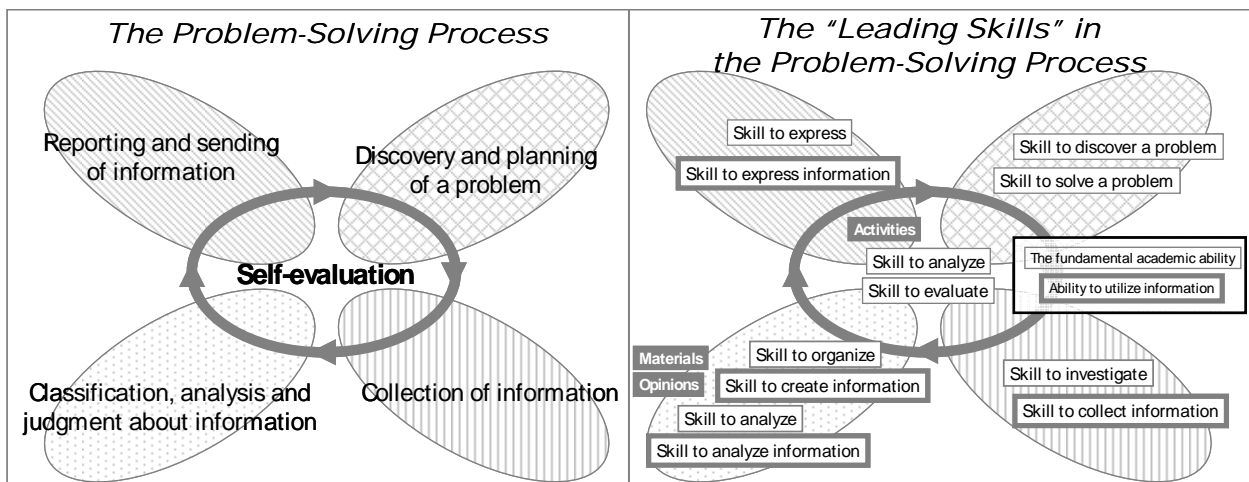 The Problem-Solving Process
Reporting and sending
of information
Discovery and planning
of a problem
Self-evaluation
Classification, analysis and
judgment about information
Collection of information
The “Leading Skills” in
the Problem-Solving Process
Skill to express
Skill to express information
Skill to discover a problem
Skill to solve a problem
Activities
Skill to analyze
Skill to evaluate
The fundamental academic ability
Ability to utilize information
Materials
Opinions
Skill to organize
Skill to create information
Skill to analyze
Skill to analyze information
Skill to investigate
Skill to collect information